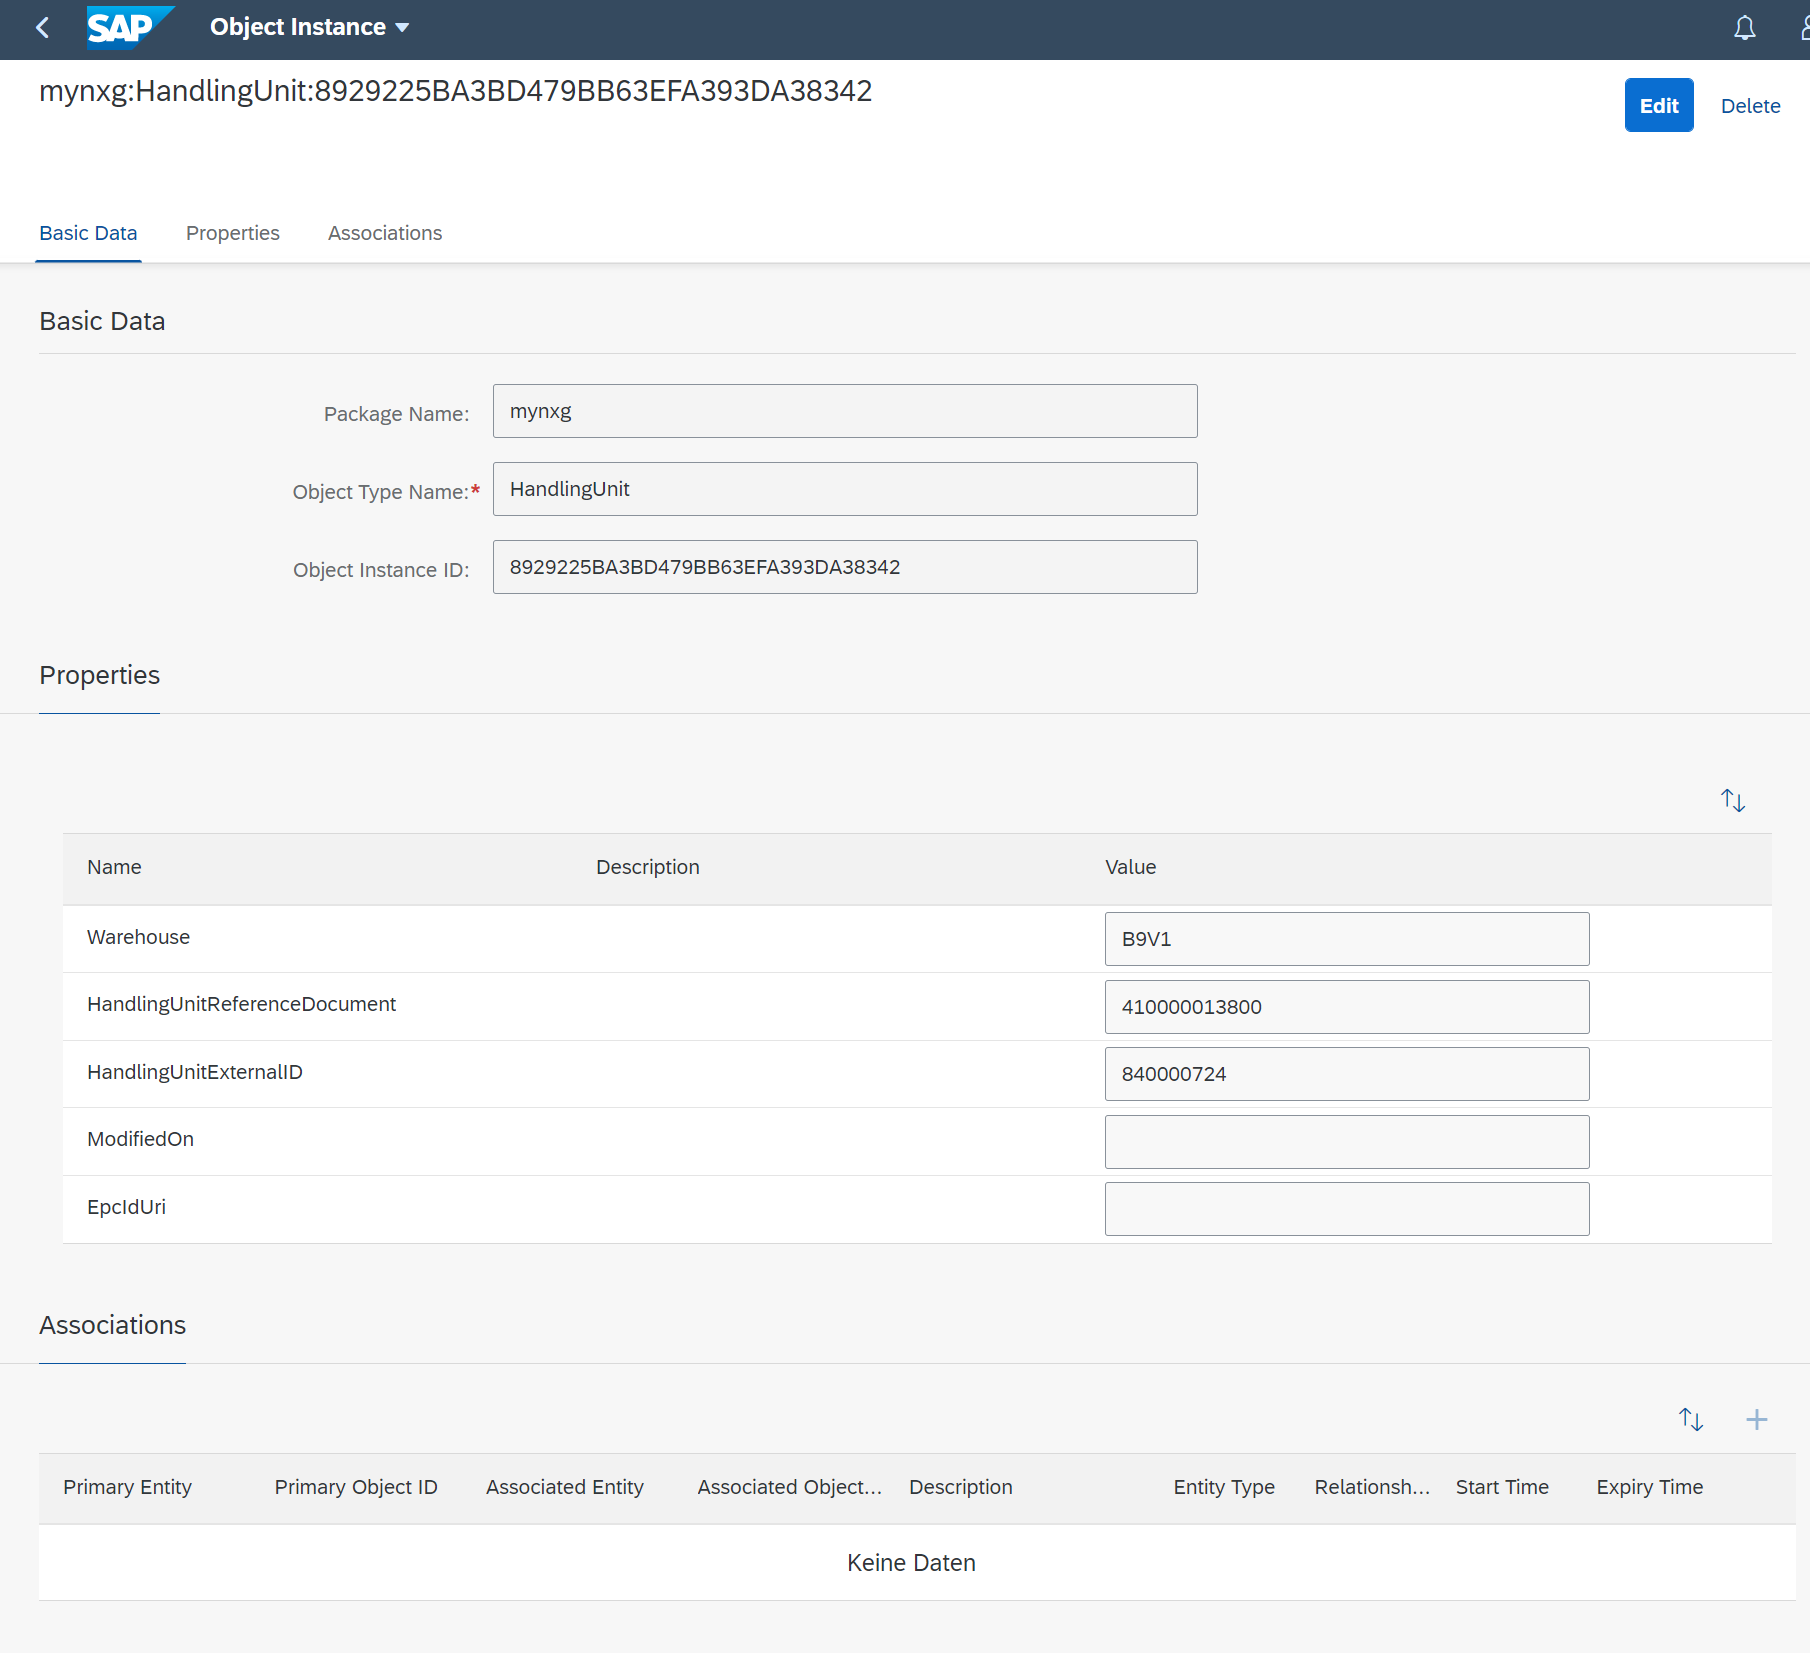 SAP Object Instance
mynxg:HandlingUnit:8929225BA3BD479BB63EFA393DA38342
Edit Delete
Basic Data Properties Associations
Basic Data
Package Name: mynxg
Object Type Name:* HandlingUnit
Object Instance ID: 8929225BA3BD479BB63EFA393DA38342
Properties
Name Description Value
Warehouse B9V1
HandlingUnitReferenceDocument 410000013800
HandlingUnitExternalID 840000724
ModifiedOn
EpcIdUri
Associations
Primary Entity Primary Object ID Associated Entity Associated Object... Description Entity Type Relationsh... Start Time Expiry Time
Keine Daten